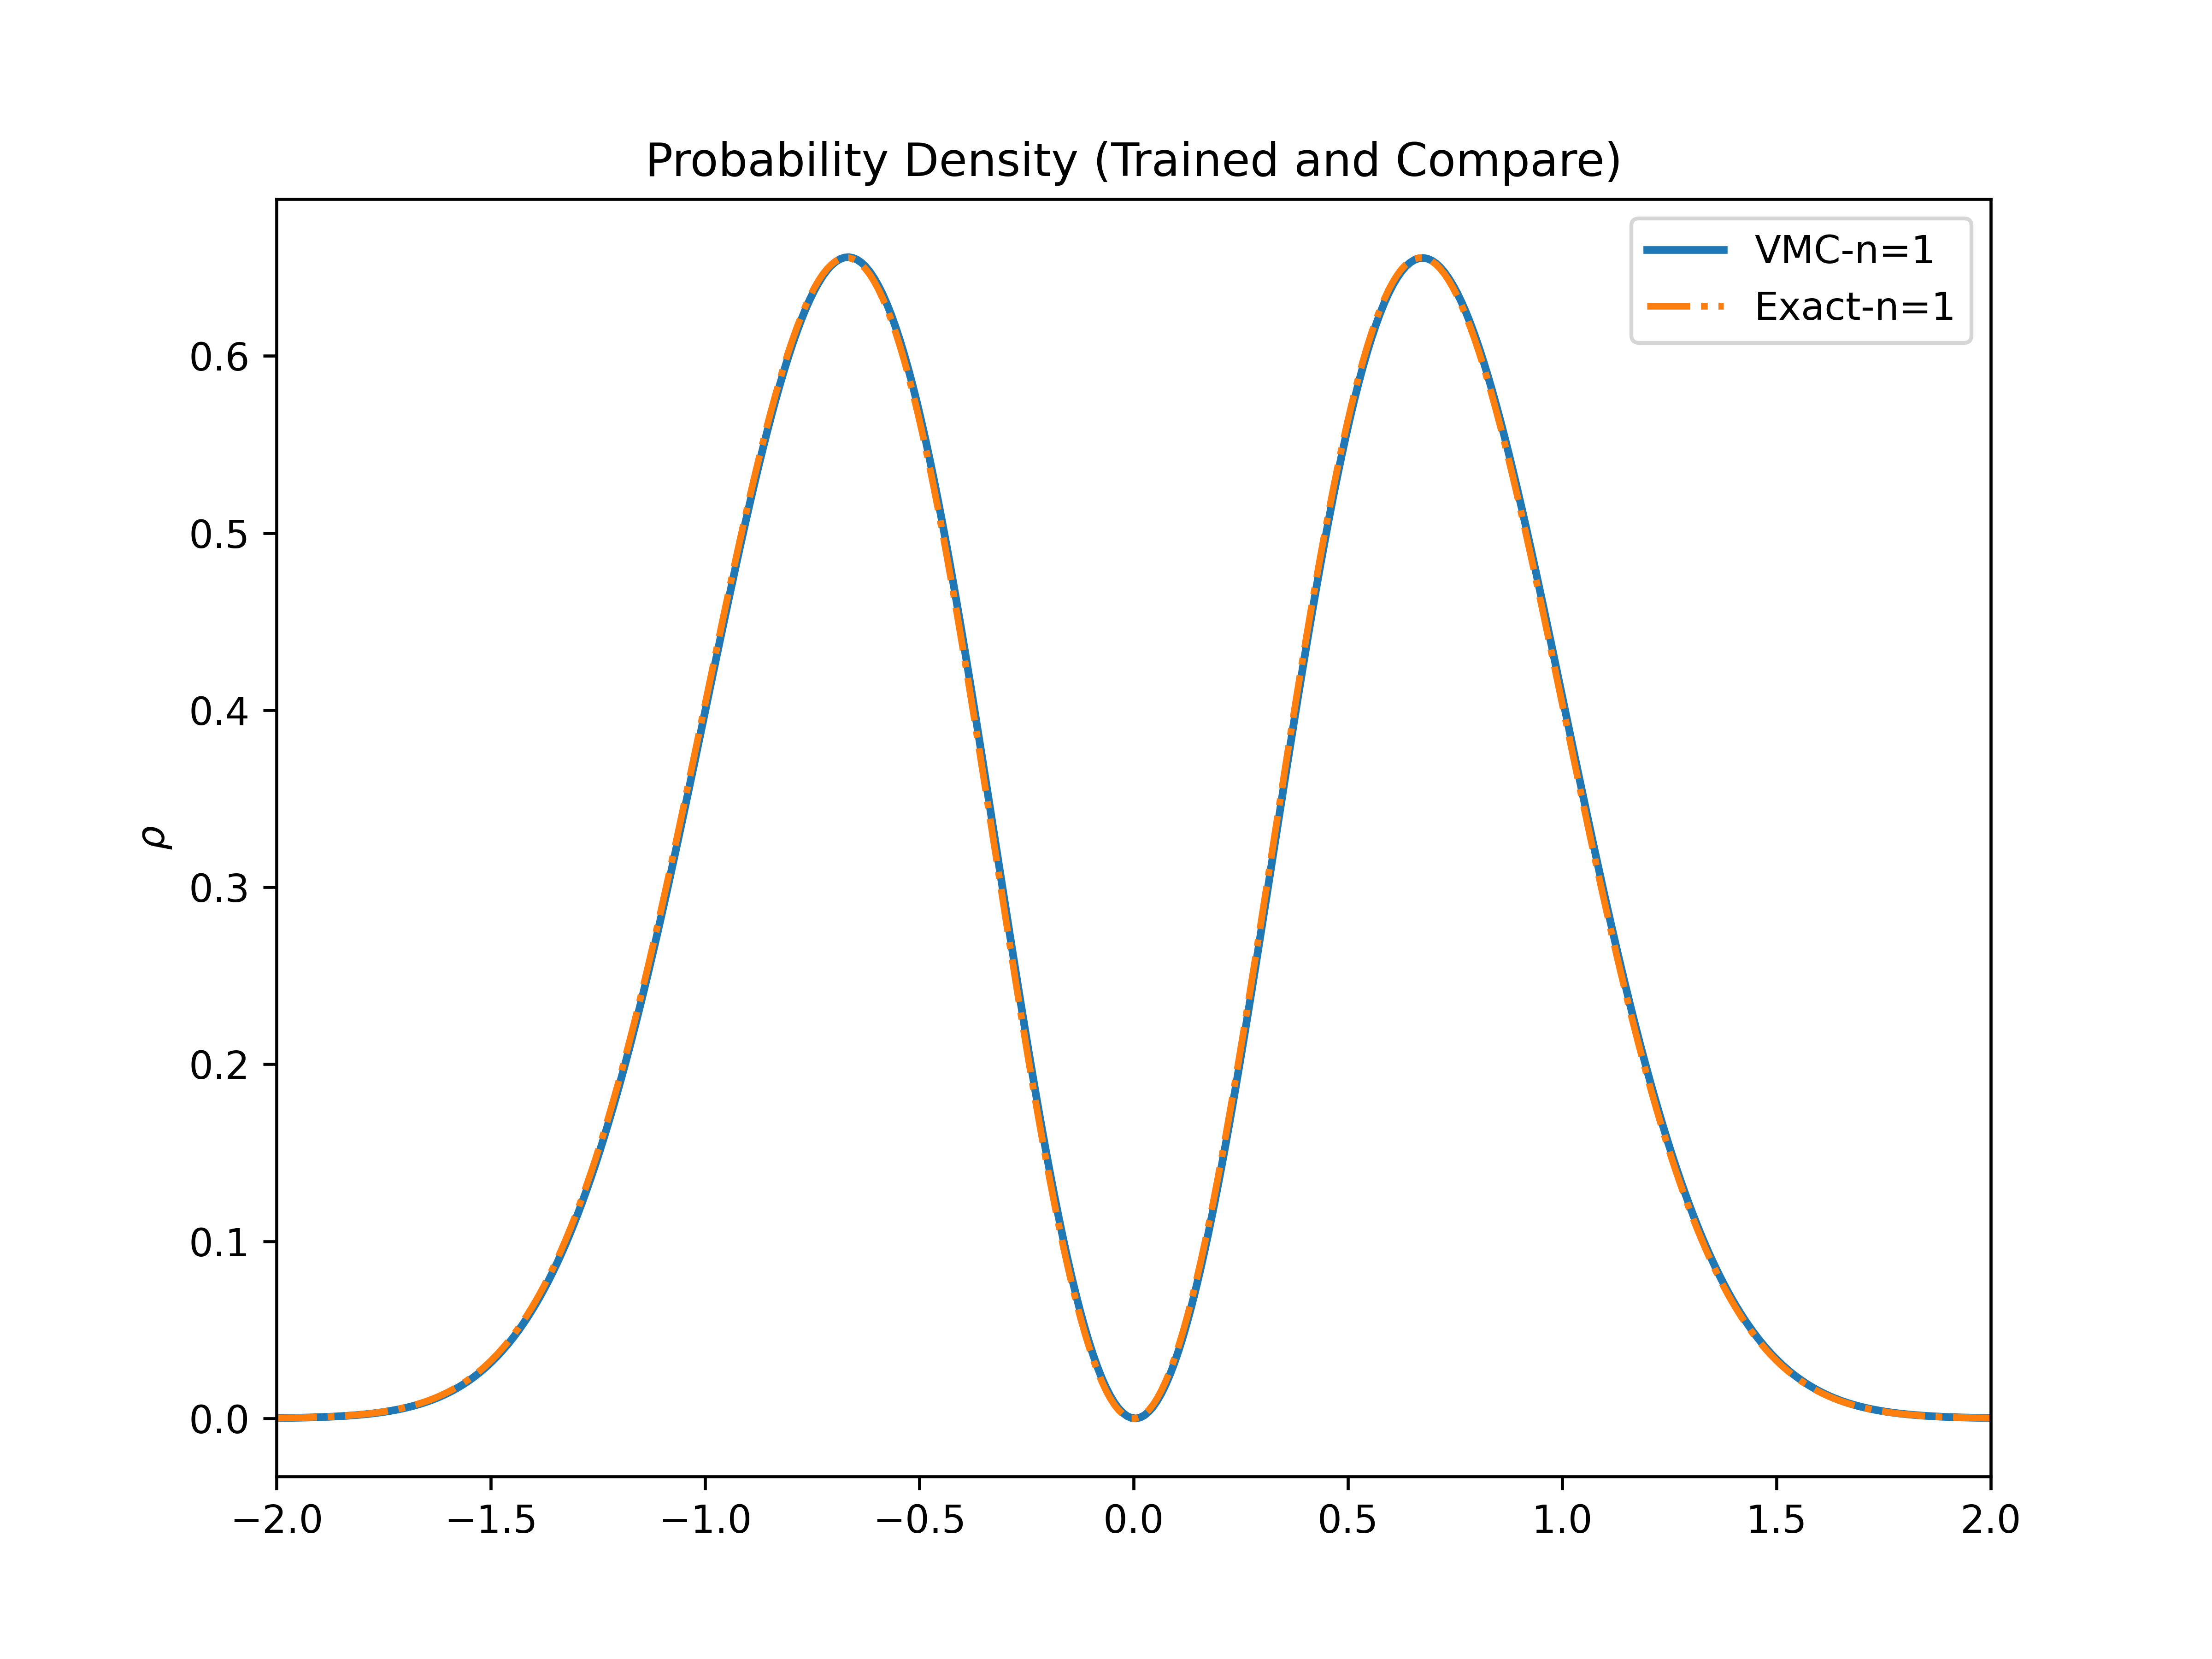 Probability Density (Trained and Compare)
VMC-n=1
Exact-n=1
ρ
0.6
0.5
0.4
0.3
0.2
0.1
0.0
−2.0 −1.5 −1.0 −0.5 0.0 0.5 1.0 1.5 2.0